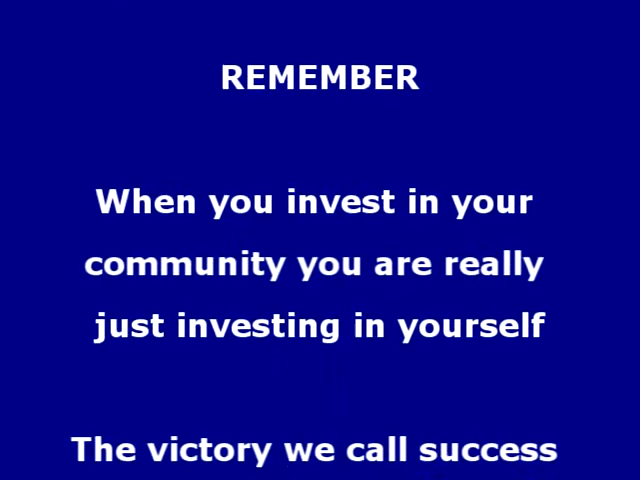 REMEMBER
When you invest in your
community you are really
just investing in yourself
The victory we call success